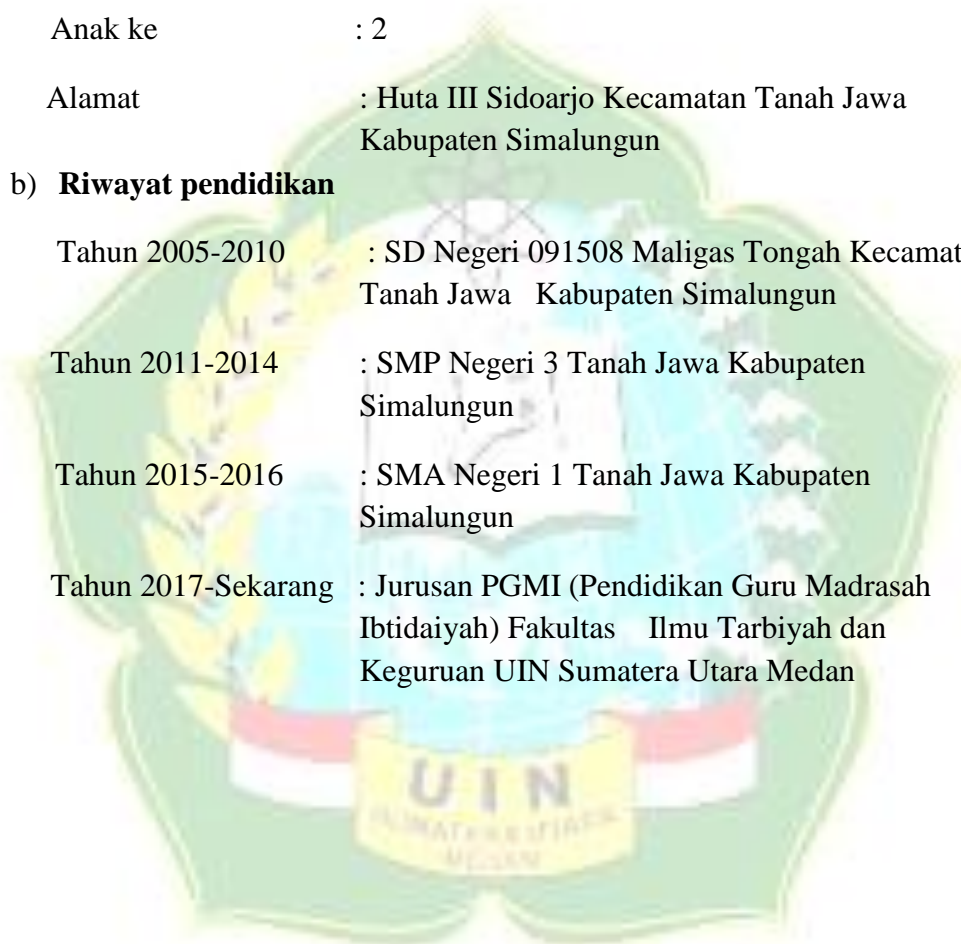 Anak ke : 2
Alamat : Huta III Sidoarjo Kecamatan Tanah Jawa
Kabupaten Simalungun
b) Riwayat pendidikan
Tahun 2005-2010 : SD Negeri 091508 Maligas Tongah Kecamat
Tanah Jawa Kabupaten Simalungun
Tahun 2011-2014 : SMP Negeri 3 Tanah Jawa Kabupaten
Simalungun
Tahun 2015-2016 : SMA Negeri 1 Tanah Jawa Kabupaten
Simalungun
Tahun 2017-Sekarang : Jurusan PGMI (Pendidikan Guru Madrasah
Ibtidaiyah) Fakultas Ilmu Tarbiyah dan
Keguruan UIN Sumatera Utara Medan
UIN
SUMATERA UTARA
MEDAN